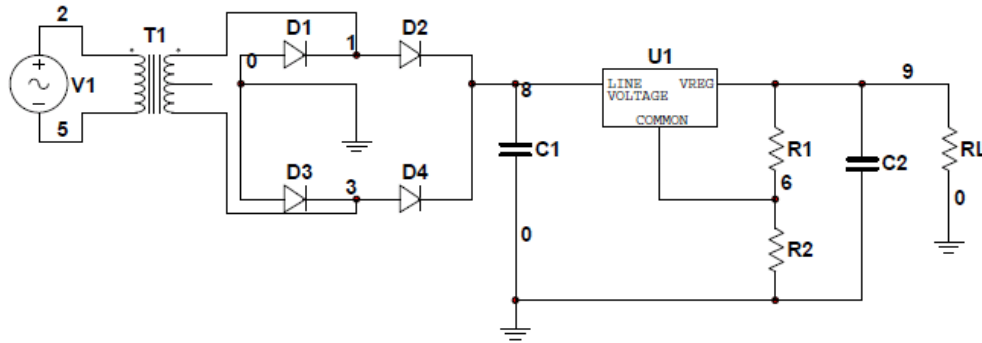 2
T1
D1
1
D2
0
V1
5
U1
8
LINE VOLTAGE
VREG
COMMON
9
D3
3
D4
C1
0
R1
6
R2
C2
RL
0
+
−